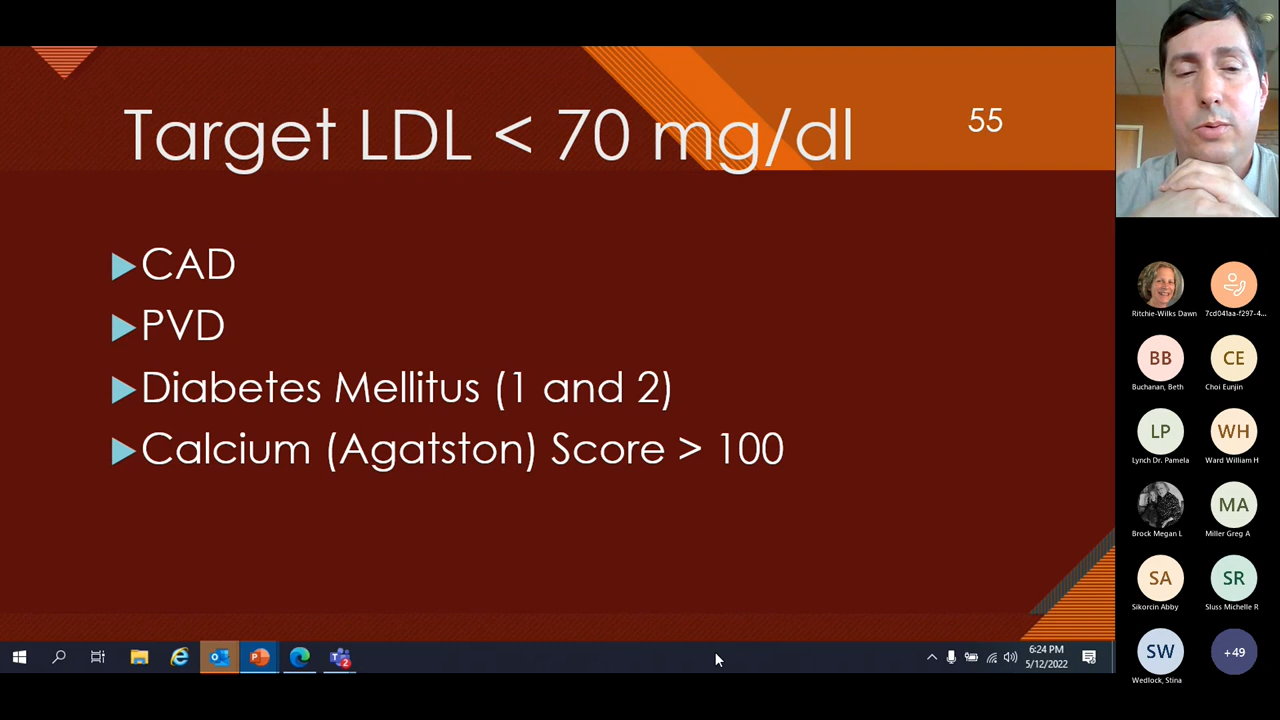 Target LDL < 70 mg/dl
55
CAD
PVD
Diabetes Mellitus (1 and 2)
Calcium (Agatston) Score > 100
Ritchie-Wilks Dawn
7cd041aa-f297-4...
BB
Buchanan, Beth
CE
Choi Eunjin
LP
Lynch Dr. Pamela
WH
Ward William H
Brock Megan L
MA
Miller Greg A
SA
Sikorcin Abby
SR
Sluss Michelle R
SW
Wedlock, Stina
+49
2
6:24 PM
5/12/2022